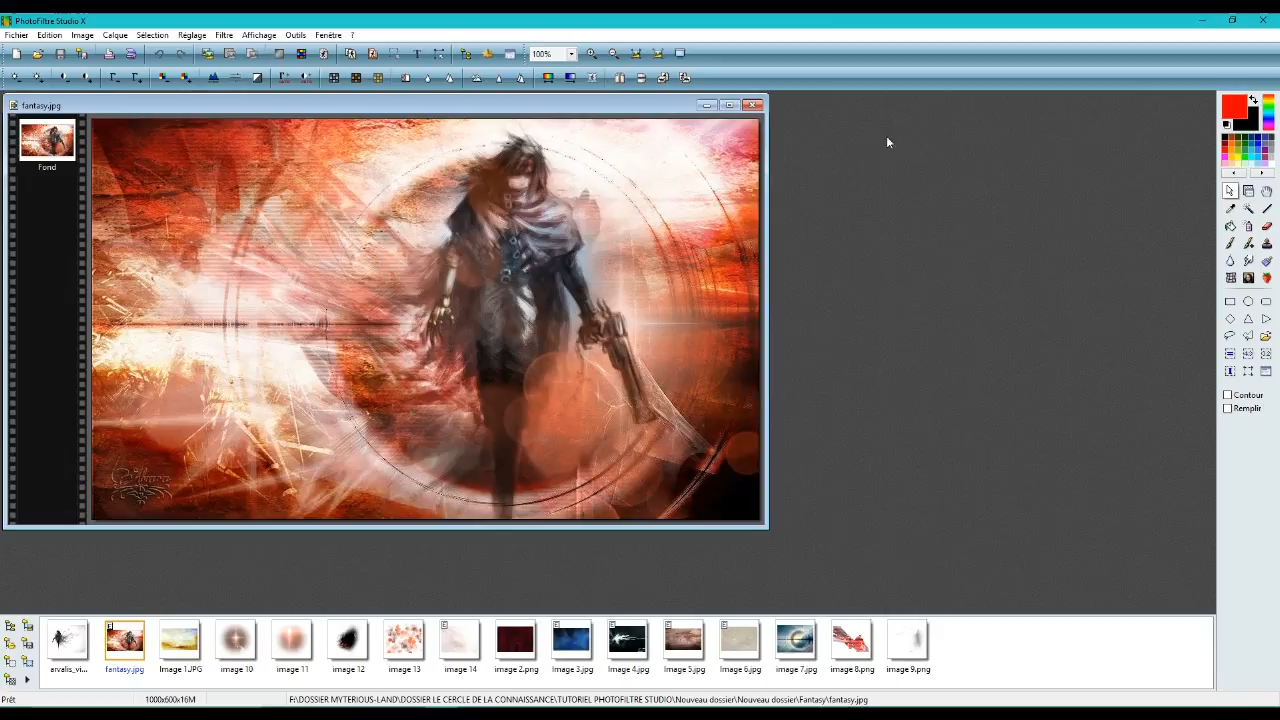 PhotoFiltre Studio X
Fichier Edition Image Calque Sélection Réglage Filtre Affichage Outils Fenêtre ?
100%
fantasy.jpg
Fond
Contour
Remplir
arvalis_vi... fantasy.jpg Image 1.JPG image 10 image 11 image 12 image 13 image 14 image 2.png Image 3.jpg Image 4.jpg Image 5.jpg Image 6.jpg image 7.jpg image 8.png image 9.png
Prêt 1000x600x16M F:\DOSSIER MYTERIOUS-LAND\DOSSIER LE CERCLE DE LA CONNAISSANCE\TUTORIEL PHOTOFILTRE STUDIO\Nouveau dossier\Nouveau dossier\Fantasy\fantasy.jpg